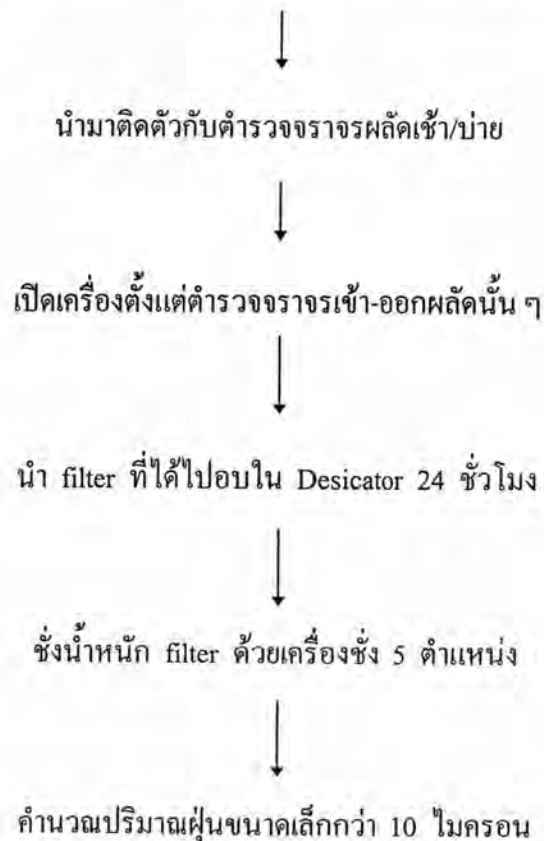 นำมาติดตัวกับตำรวจจราจรผลัดเช้า/บ่าย
เปิดเครื่องตั้งแต่ตำรวจจราจรเข้า-ออกผลัดนั้น ๆ
นำ filter ที่ได้ไปอบใน Desicator 24 ชั่วโมง
ชั่งน้ำหนัก filter ด้วยเครื่องชั่ง 5 ตำแหน่ง
คำนวณปริมาณฝุ่นขนาดเล็กกว่า 10 ไมครอน